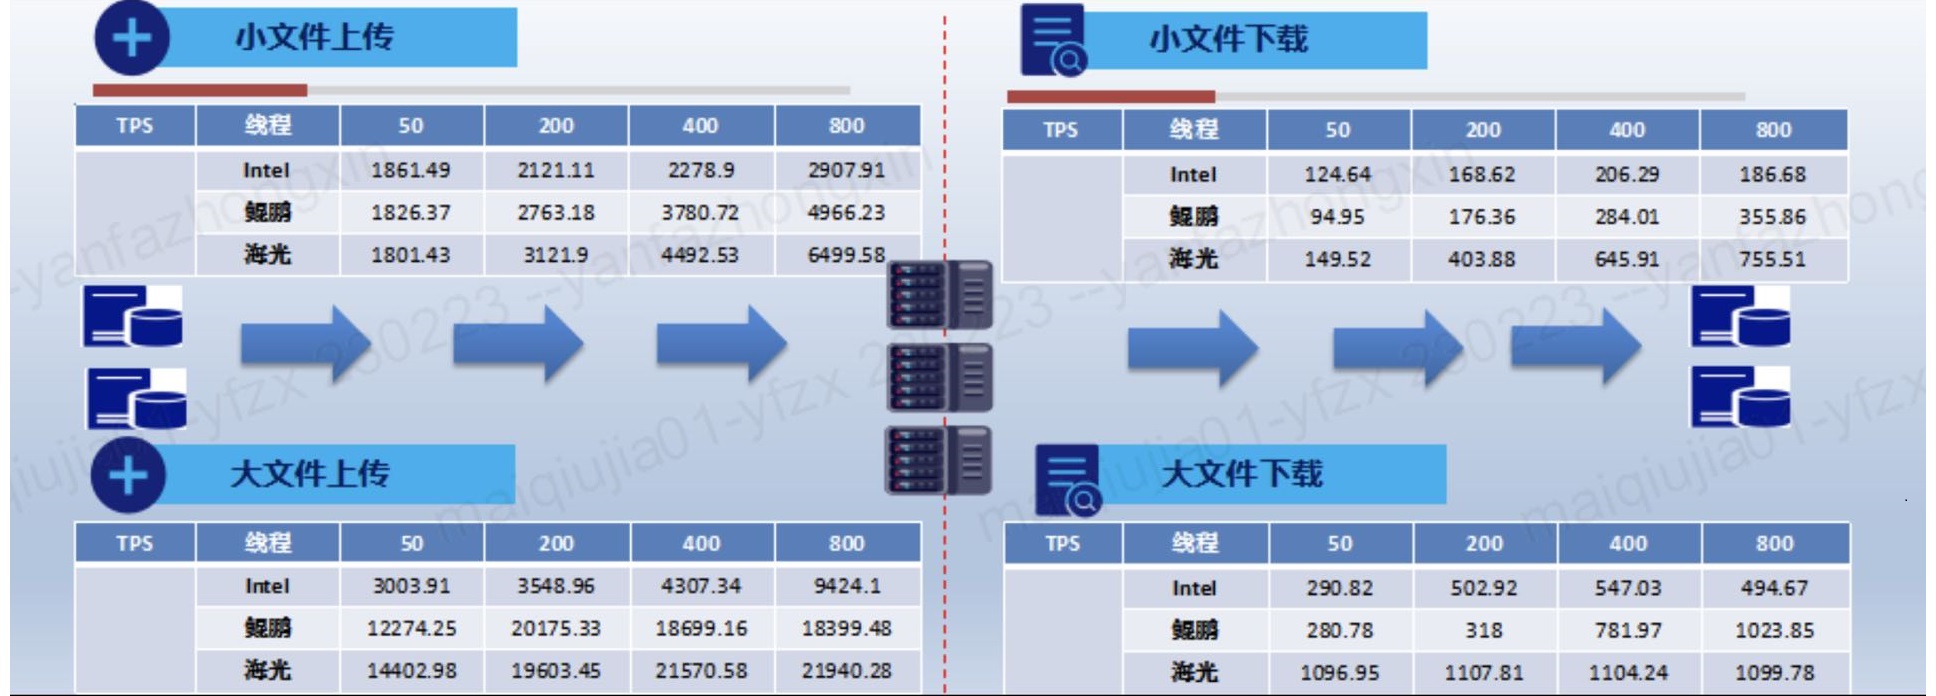 小文件上传
TPS 线程 50 200 400 800
Intel 1861.49 2121.11 2278.9 2907.91
鲲鹏 1826.37 2763.18 3780.72 4966.23
海光 1801.43 3121.9 4492.53 6499.58
小文件下载
TPS 线程 50 200 400 800
Intel 124.64 168.62 206.29 186.68
鲲鹏 94.95 176.36 284.01 355.86
海光 149.52 403.88 645.91 755.51
大文件上传
TPS 线程 50 200 400 800
Intel 3003.91 3548.96 4307.34 9424.1
鲲鹏 12274.25 20175.33 18699.16 18399.48
海光 14402.98 19603.45 21570.58 21940.28
大文件下载
TPS 线程 50 200 400 800
Intel 290.82 502.92 547.03 494.67
鲲鹏 280.78 318 781.97 1023.85
海光 1096.95 1107.81 1104.24 1099.78
maiqiujia01-yfzx 230223 --yanfazhongxin